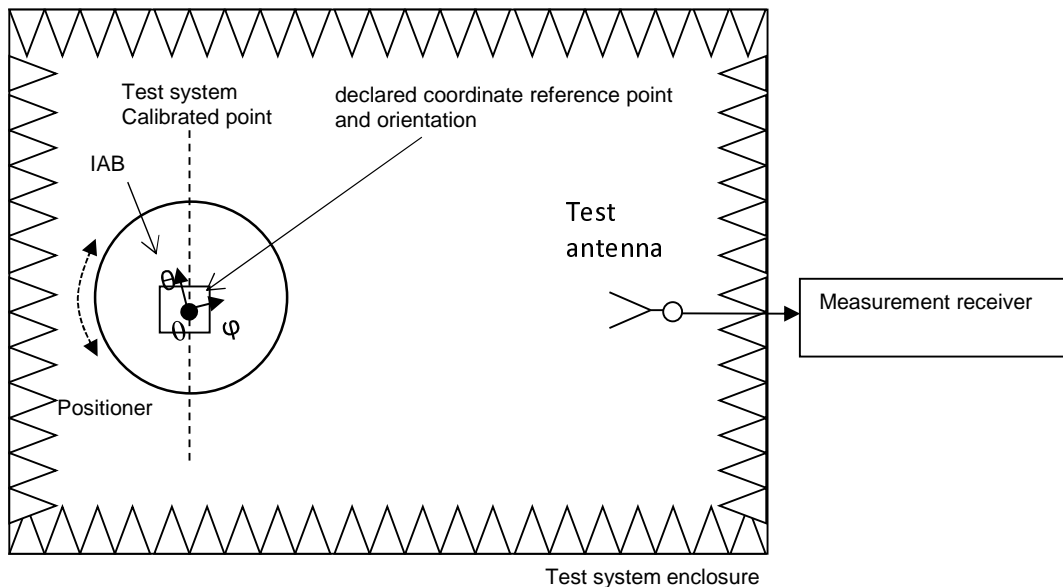 Test system
Calibrated point
declared coordinate reference point
and orientation
IAB
Test
antenna
Measurement receiver
θ
θ
φ
Positioner
Test system enclosure